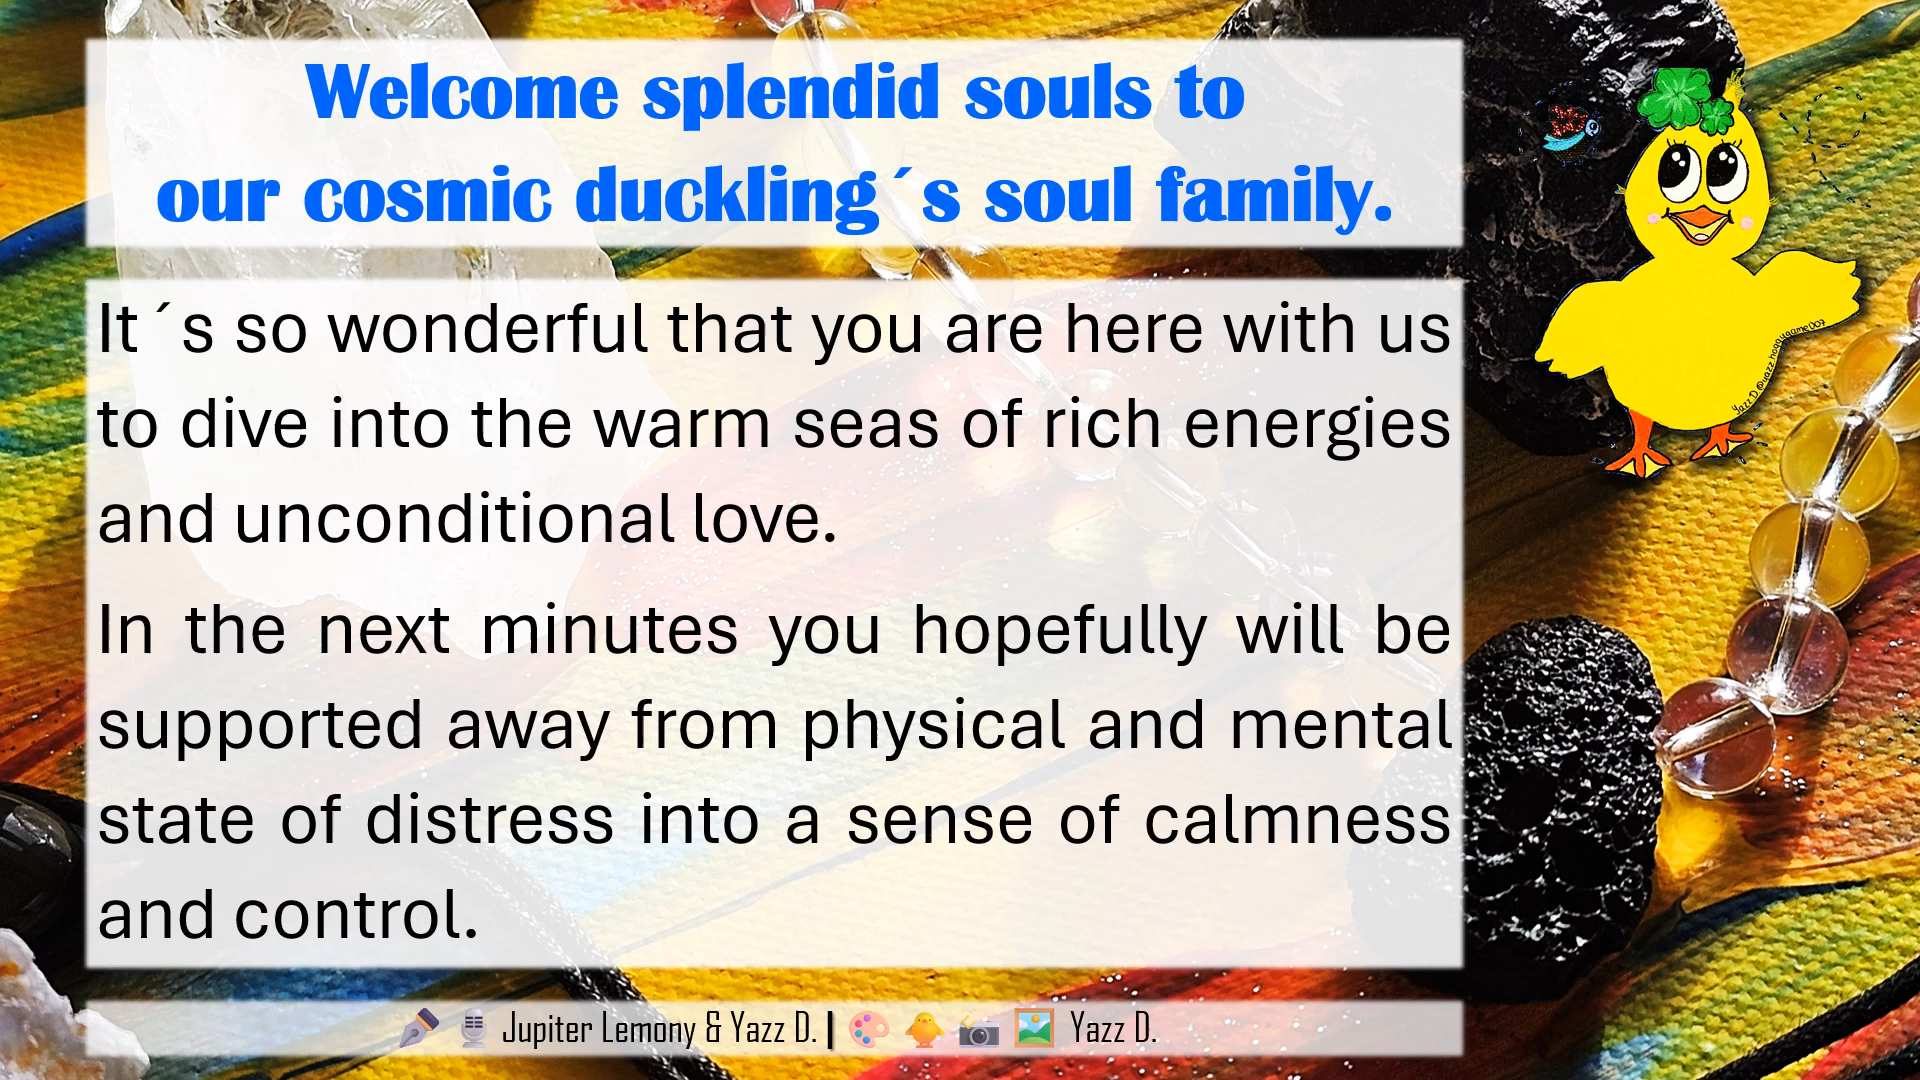 Welcome splendid souls to
our cosmic duckling´s soul family.
It´s so wonderful that you are here with us
to dive into the warm seas of rich energies
and unconditional love.
In the next minutes you hopefully will be
supported away from physical and mental
state of distress into a sense of calmness
and control.
Jupiter Lemony & Yazz D. | Yazz D.
Yazz D